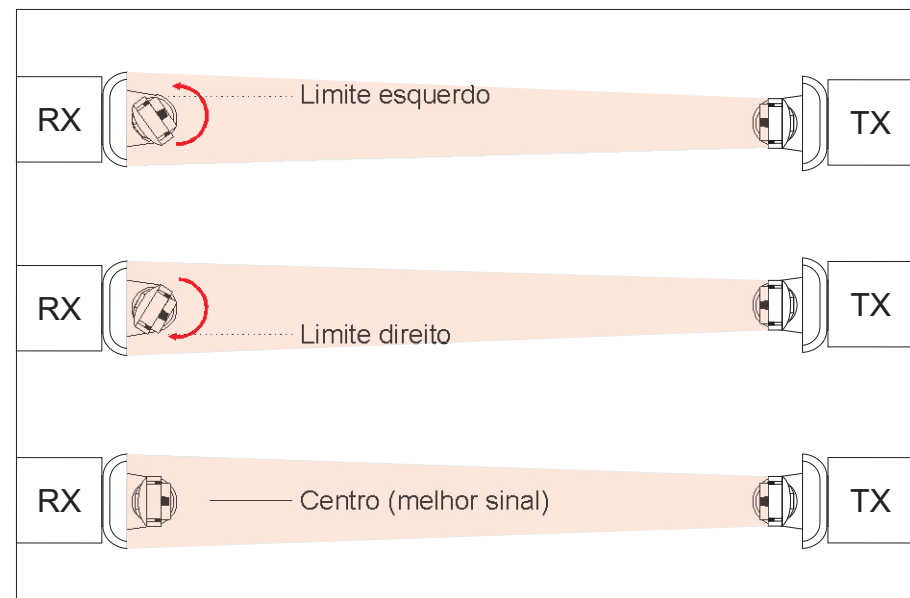 RX
Limite esquerdo
TX
RX
Limite direito
TX
RX
Centro (melhor sinal)
TX